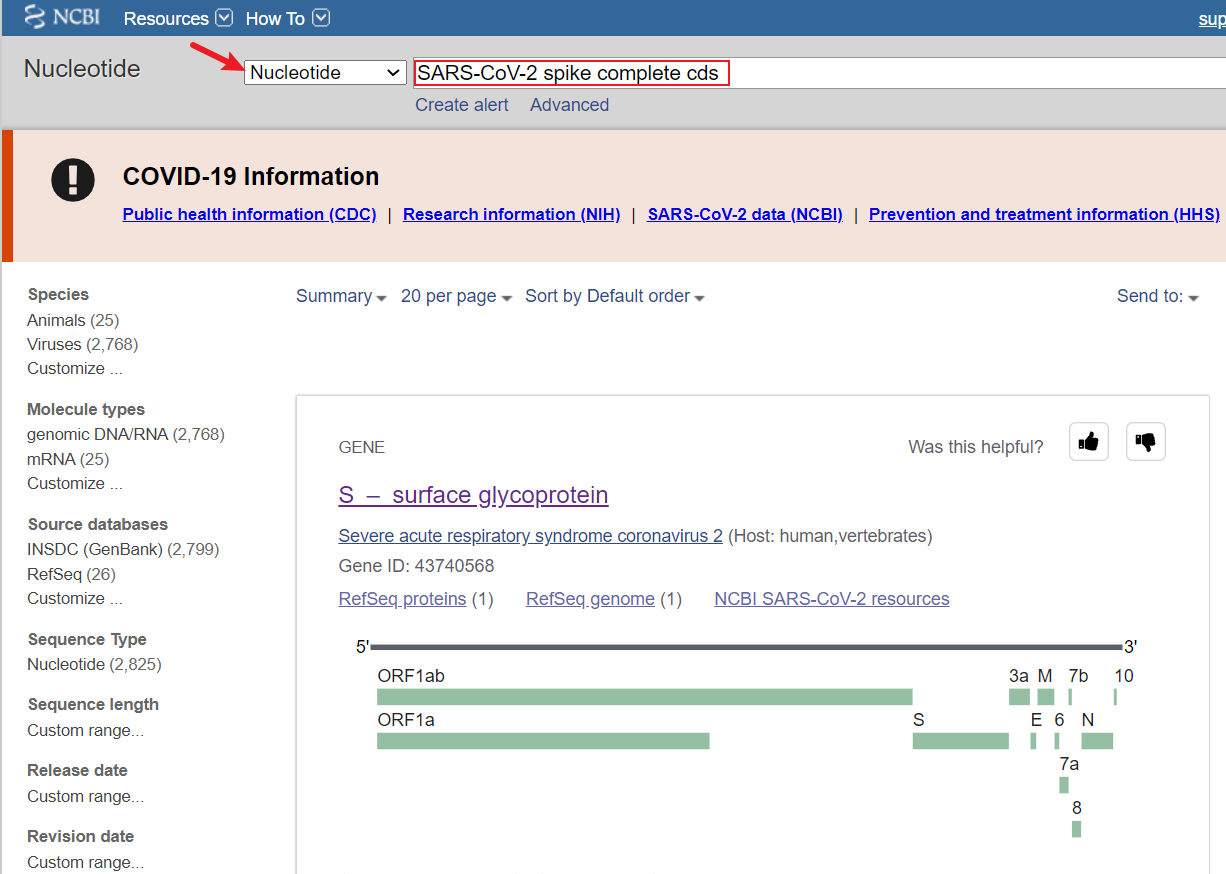 NCBI Resources How To sup
Nucleotide Nucleotide SARS-CoV-2 spike complete cds
Create alert Advanced
COVID-19 Information
Public health information (CDC) | Research information (NIH) | SARS-CoV-2 data (NCBI) | Prevention and treatment information (HHS)
Species
Animals (25)
Viruses (2,768)
Customize ...
Molecule types
genomic DNA/RNA (2,768)
mRNA (25)
Customize ...
Source databases
INSDC (GenBank) (2,799)
RefSeq (26)
Customize ...
Sequence Type
Nucleotide (2,825)
Sequence length
Custom range...
Release date
Custom range...
Revision date
Custom range...
Summary 20 per page Sort by Default order Send to:
GENE Was this helpful?
S – surface glycoprotein
Severe acute respiratory syndrome coronavirus 2 (Host: human,vertebrates)
Gene ID: 43740568
RefSeq proteins (1) RefSeq genome (1) NCBI SARS-CoV-2 resources
5' 3'
ORF1ab 3a M 7b 10
ORF1a S E 6 N
7a
8